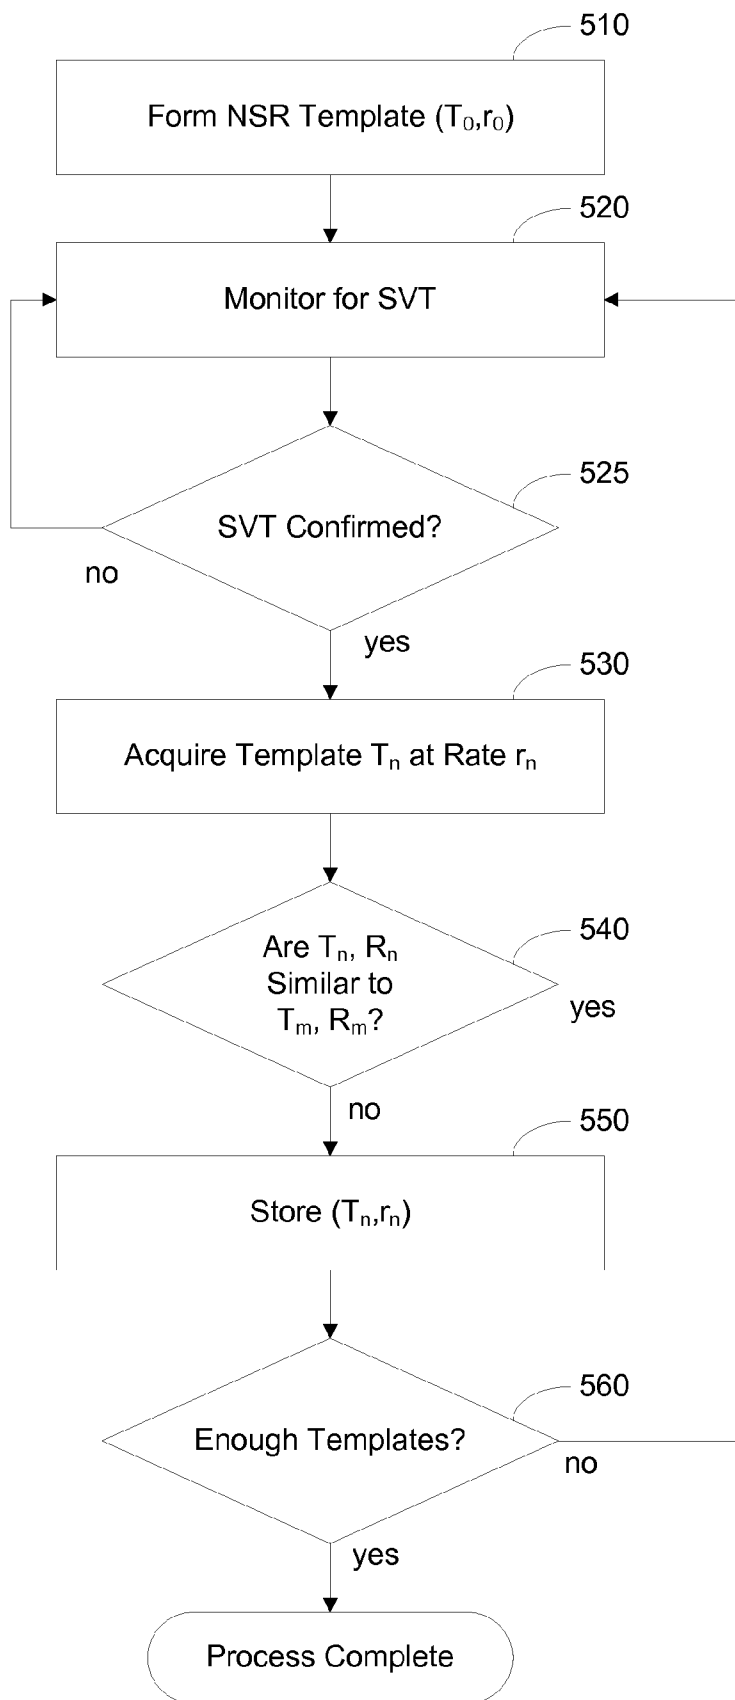 510
Form NSR Template (T₀,r₀)
520
Monitor for SVT
525
SVT Confirmed?
no
yes
530
Acquire Template Tₙ at Rate rₙ
540
Are Tₙ, Rₙ
Similar to
Tₘ, Rₘ?
yes
no
550
Store (Tₙ,rₙ)
560
Enough Templates?
no
yes
Process Complete